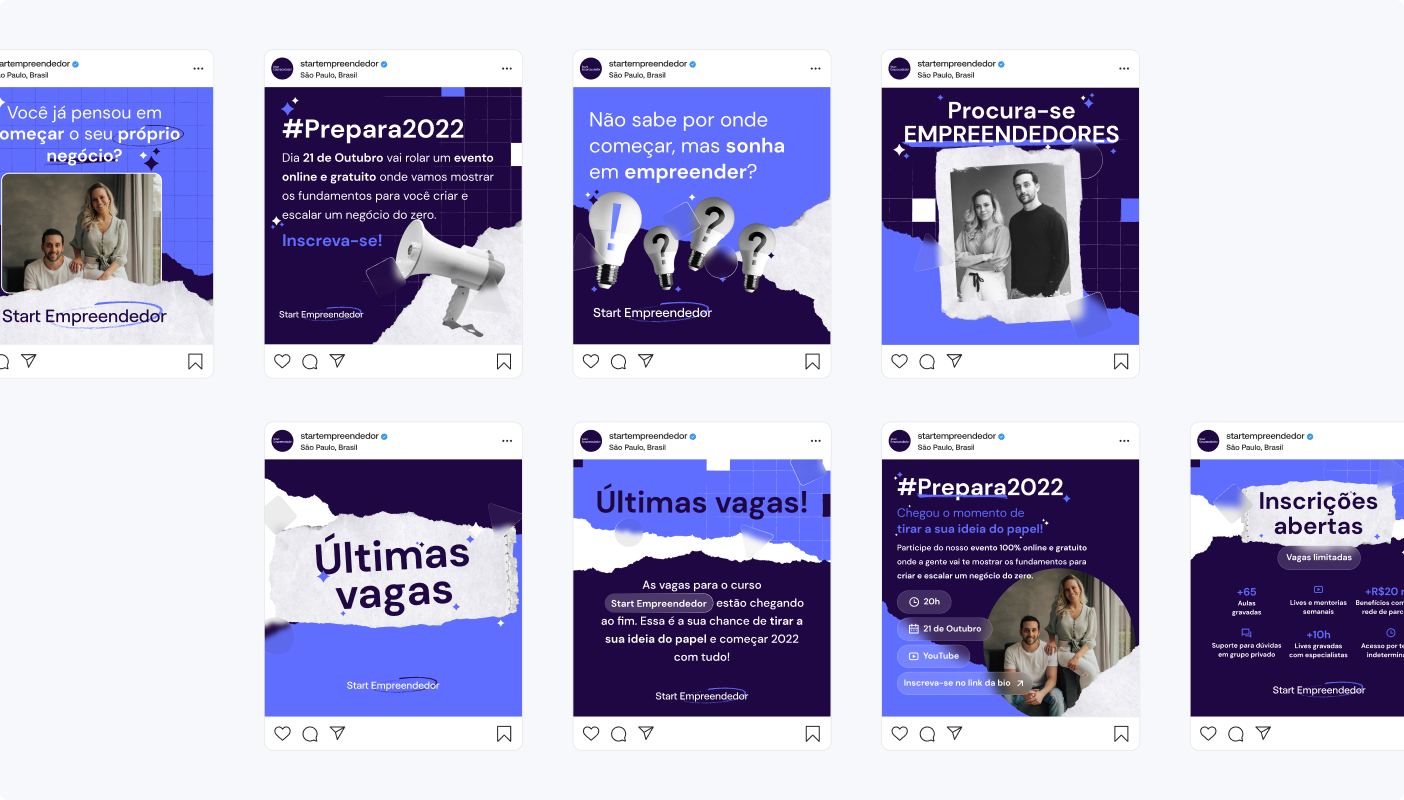 artempreendedor
o Paulo, Brasil
Você já pensou em
omeçar o seu próprio
negócio?
Start Empreendedor
startempreendedor
São Paulo, Brasil
#Prepara2022
Dia 21 de Outubro vai rolar um evento
online e gratuito onde vamos mostrar
os fundamentos para você criar e
escalar um negócio do zero.
Inscreva-se!
Start Empreendedor
startempreendedor
São Paulo, Brasil
Não sabe por onde
começar, mas sonha
em empreender?
! ? ? ?
Start Empreendedor
startempreendedor
São Paulo, Brasil
Procura-se
EMPREENDEDORES
startempreendedor
São Paulo, Brasil
Últimas
vagas
Start Empreendedor
startempreendedor
São Paulo, Brasil
Últimas vagas!
As vagas para o curso
Start Empreendedor estão chegando
ao fim. Essa é a sua chance de tirar a
sua ideia do papel e começar 2022
com tudo!
Start Empreendedor
startempreendedor
São Paulo, Brasil
#Prepara2022
Chegou o momento de
tirar a sua ideia do papel!
Participe do nosso evento 100% online e gratuito
onde a gente vai te mostrar os fundamentos para
criar e escalar um negócio do zero.
20h
21 de Outubro
YouTube
Inscreva-se no link da bio
startempreendedor
São Paulo, Brasil
Inscrições
abertas
Vagas limitadas
+65
Aulas
gravadas
Lives e mentorias
semanais
+R$20
Benefícios com
rede de parc
Suporte para dúvidas
em grupo privado
+10h
Lives gravadas
com especialistas
Acesso por te
indetermin
Start Empreendedor